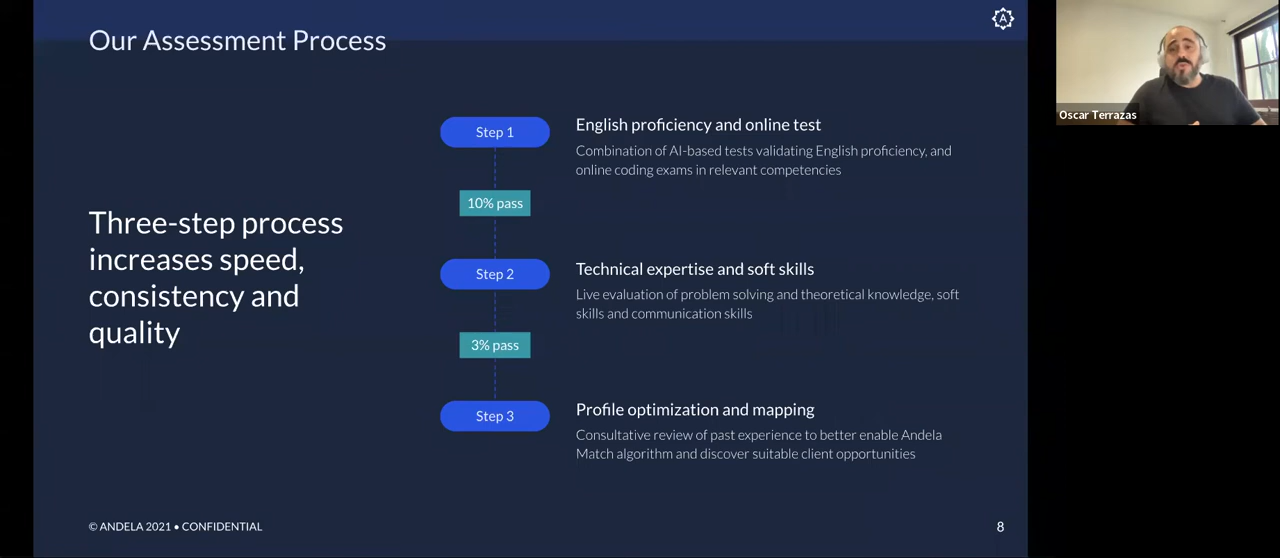 Our Assessment Process
A
Oscar Terrazas
Three-step process
increases speed,
consistency and
quality
Step 1
English proficiency and online test
Combination of AI-based tests validating English proficiency, and
online coding exams in relevant competencies
10% pass
Step 2
Technical expertise and soft skills
Live evaluation of problem solving and theoretical knowledge, soft
skills and communication skills
3% pass
Step 3
Profile optimization and mapping
Consultative review of past experience to better enable Andela
Match algorithm and discover suitable client opportunities
© ANDELA 2021 • CONFIDENTIAL
8